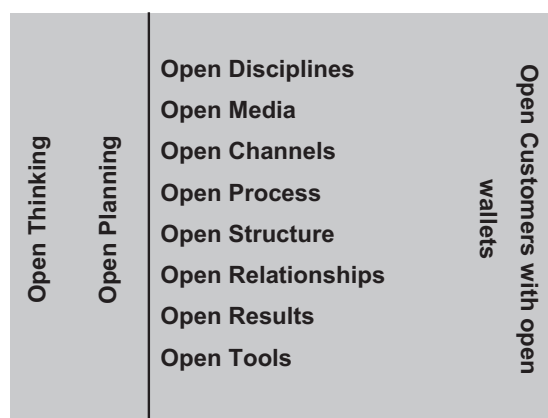 Open Thinking
Open Planning
Open Disciplines
Open Media
Open Channels
Open Process
Open Structure
Open Relationships
Open Results
Open Tools
Open Customers with open
wallets